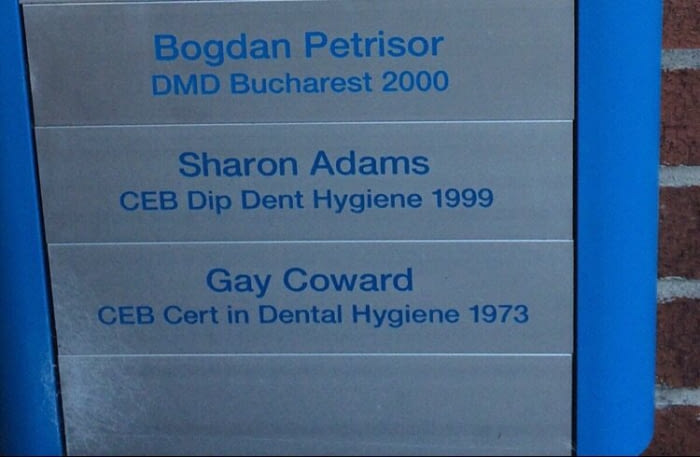 Bogdan Petrisor
DMD Bucharest 2000
Sharon Adams
CEB Dip Dent Hygiene 1999
Gay Coward
CEB Cert in Dental Hygiene 1973